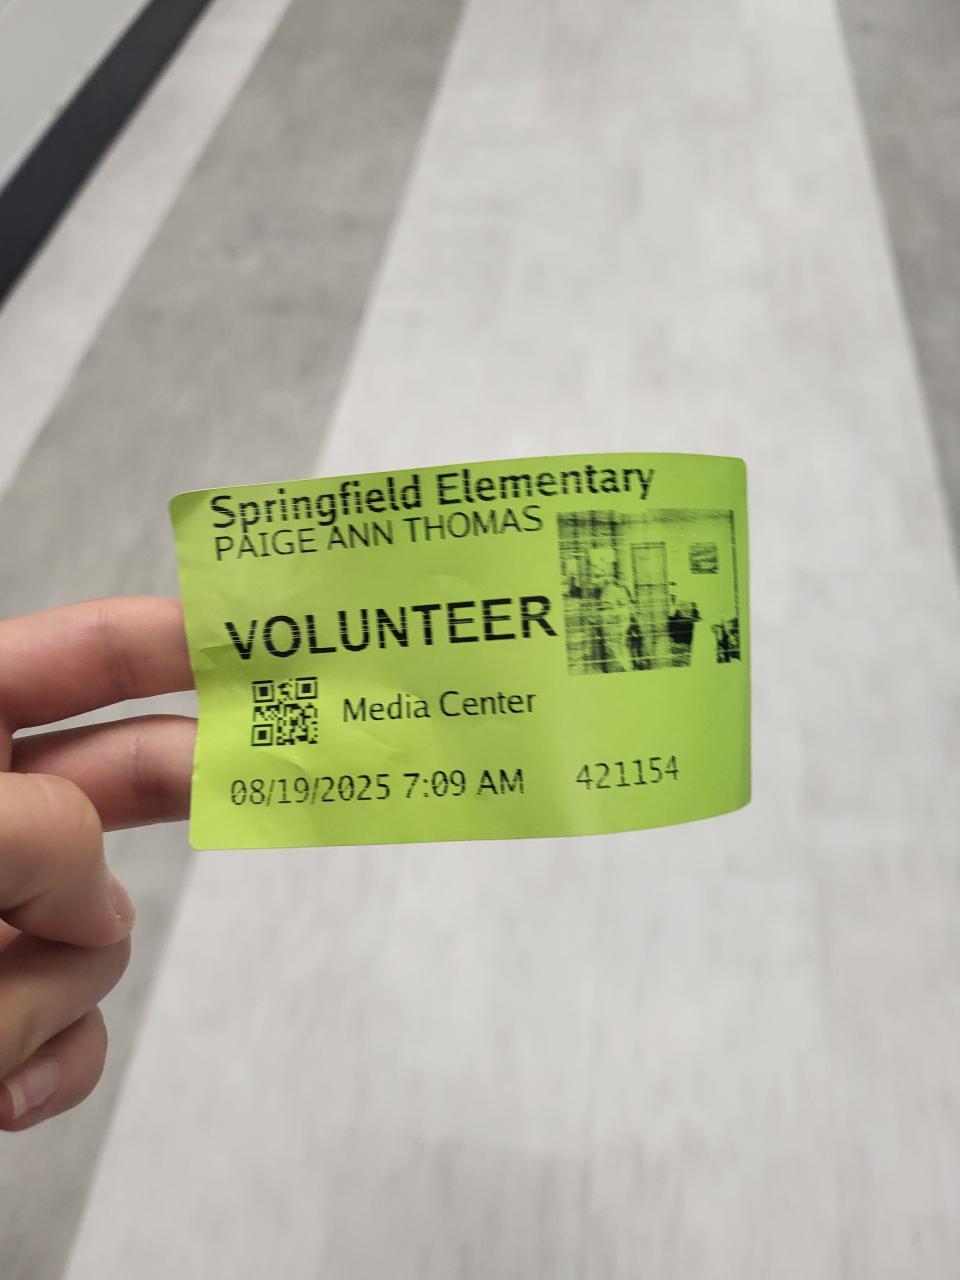 Springfield Elementary
PAIGE ANN THOMAS
VOLUNTEER
Media Center
08/19/2025 7:09 AM 421154